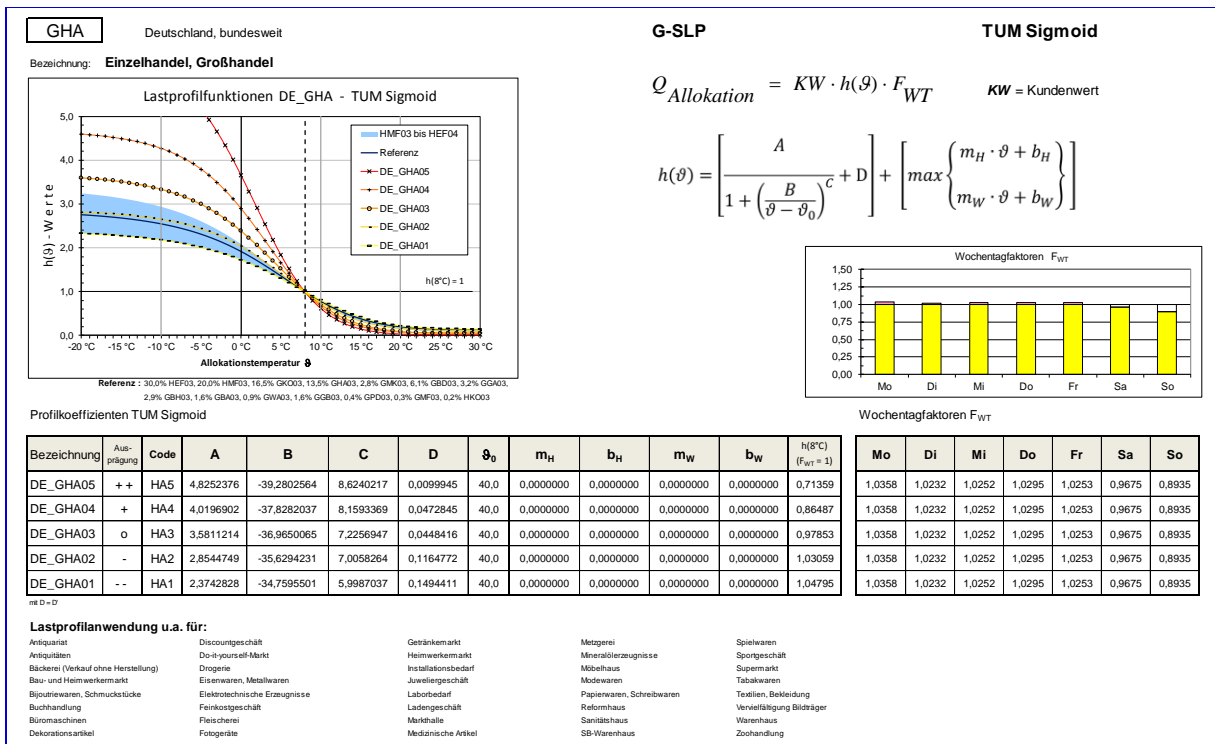 GHA Deutschland, bundesweit G-SLP TUM Sigmoid
Bezeichnung: Einzelhandel, Großhandel
Lastprofilfunktionen DE_GHA - TUM Sigmoid
h(ϑ) - Werte
5,0
4,0
3,0
2,0
1,0
0,0
-20 °C -15 °C -10 °C -5 °C 0 °C 5 °C 10 °C 15 °C 20 °C 25 °C 30 °C
Allokationstemperatur ϑ
HMF03 bis HEF04
Referenz
DE_GHA05
DE_GHA04
DE_GHA03
DE_GHA02
DE_GHA01
h(8°C) = 1
Referenz : 30,0% HEF03, 20,0% HMF03, 16,5% GKO03, 13,5% GHA03, 2,8% GMK03, 6,1% GBD03, 3,2% GGA03,
2,9% GBH03, 1,6% GBA03, 0,9% GWA03, 1,6% GGB03, 0,4% GPD03, 0,3% GMF03, 0,2% HKO03
Q Allokation = KW · h(ϑ) · F WT KW = Kundenwert
h(ϑ) = [ A / (1 + (B / (ϑ − ϑ0))^C) + D ] + [ max { mH · ϑ + bH
mW · ϑ + bW } ]
Wochentagfaktoren FWT
1,50
1,25
1,00
0,75
0,50
0,25
0,00
Mo Di Mi Do Fr Sa So
Profilkoeffizienten TUM Sigmoid Wochentagfaktoren FWT
Bezeichnung Aus-prägung Code A B C D ϑ0 mH bH mW bW h(8°C) (FWT = 1) Mo Di Mi Do Fr Sa So
DE_GHA05 + + HA5 4,8252376 -39,2802564 8,6240217 0,0099945 40,0 0,0000000 0,0000000 0,0000000 0,0000000 0,71359 1,0358 1,0232 1,0252 1,0295 1,0253 0,9675 0,8935
DE_GHA04 + HA4 4,0196902 -37,8282037 8,1593369 0,0472845 40,0 0,0000000 0,0000000 0,0000000 0,0000000 0,86487 1,0358 1,0232 1,0252 1,0295 1,0253 0,9675 0,8935
DE_GHA03 o HA3 3,5811214 -36,9650065 7,2256947 0,0448416 40,0 0,0000000 0,0000000 0,0000000 0,0000000 0,97853 1,0358 1,0232 1,0252 1,0295 1,0253 0,9675 0,8935
DE_GHA02 - HA2 2,8544749 -35,6294231 7,0058264 0,1164772 40,0 0,0000000 0,0000000 0,0000000 0,0000000 1,03059 1,0358 1,0232 1,0252 1,0295 1,0253 0,9675 0,8935
DE_GHA01 - - HA1 2,3742828 -34,7595501 5,9987037 0,1494411 40,0 0,0000000 0,0000000 0,0000000 0,0000000 1,04795 1,0358 1,0232 1,0252 1,0295 1,0253 0,9675 0,8935
mit D = D'
Lastprofilanwendung u.a. für:
Antiquariat Discountgeschäft Getränkemarkt Metzgerei Spielwaren
Antiquitäten Do-it-yourself-Markt Heimwerkermarkt Mineralölerzeugnisse Sportgeschäft
Bäckerei (Verkauf ohne Herstellung) Drogerie Installationsbedarf Möbelhaus Supermarkt
Bau- und Heimwerkermarkt Eisenwaren, Metallwaren Juweliergeschäft Modewaren Tabakwaren
Bijoutriewaren, Schmuckstücke Elektrotechnische Erzeugnisse Laborbedarf Papierwaren, Schreibwaren Textilien, Bekleidung
Buchhandlung Feinkostgeschäft Ladengeschäft Reformhaus Vervielfältigung Bildträger
Büromaschinen Fleischerei Markthalle Sanitätshaus Warenhaus
Dekorationsartikel Fotogeräte Medizinische Artikel SB-Warenhaus Zoohandlung